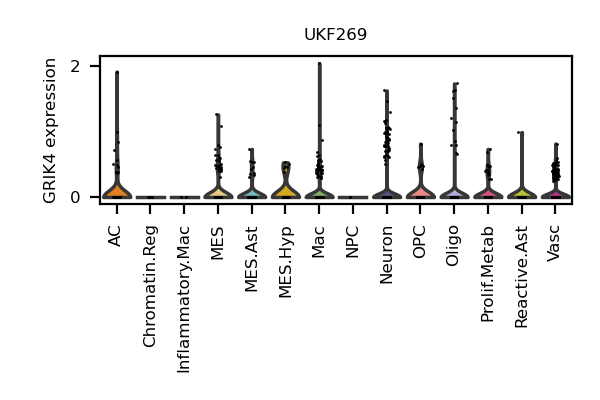 UKF269
GRIK4 expression
2
0
AC
Chromatin.Reg
Inflammatory.Mac
MES
MES.Ast
MES.Hyp
Mac
NPC
Neuron
OPC
Oligo
Prolif.Metab
Reactive.Ast
Vasc